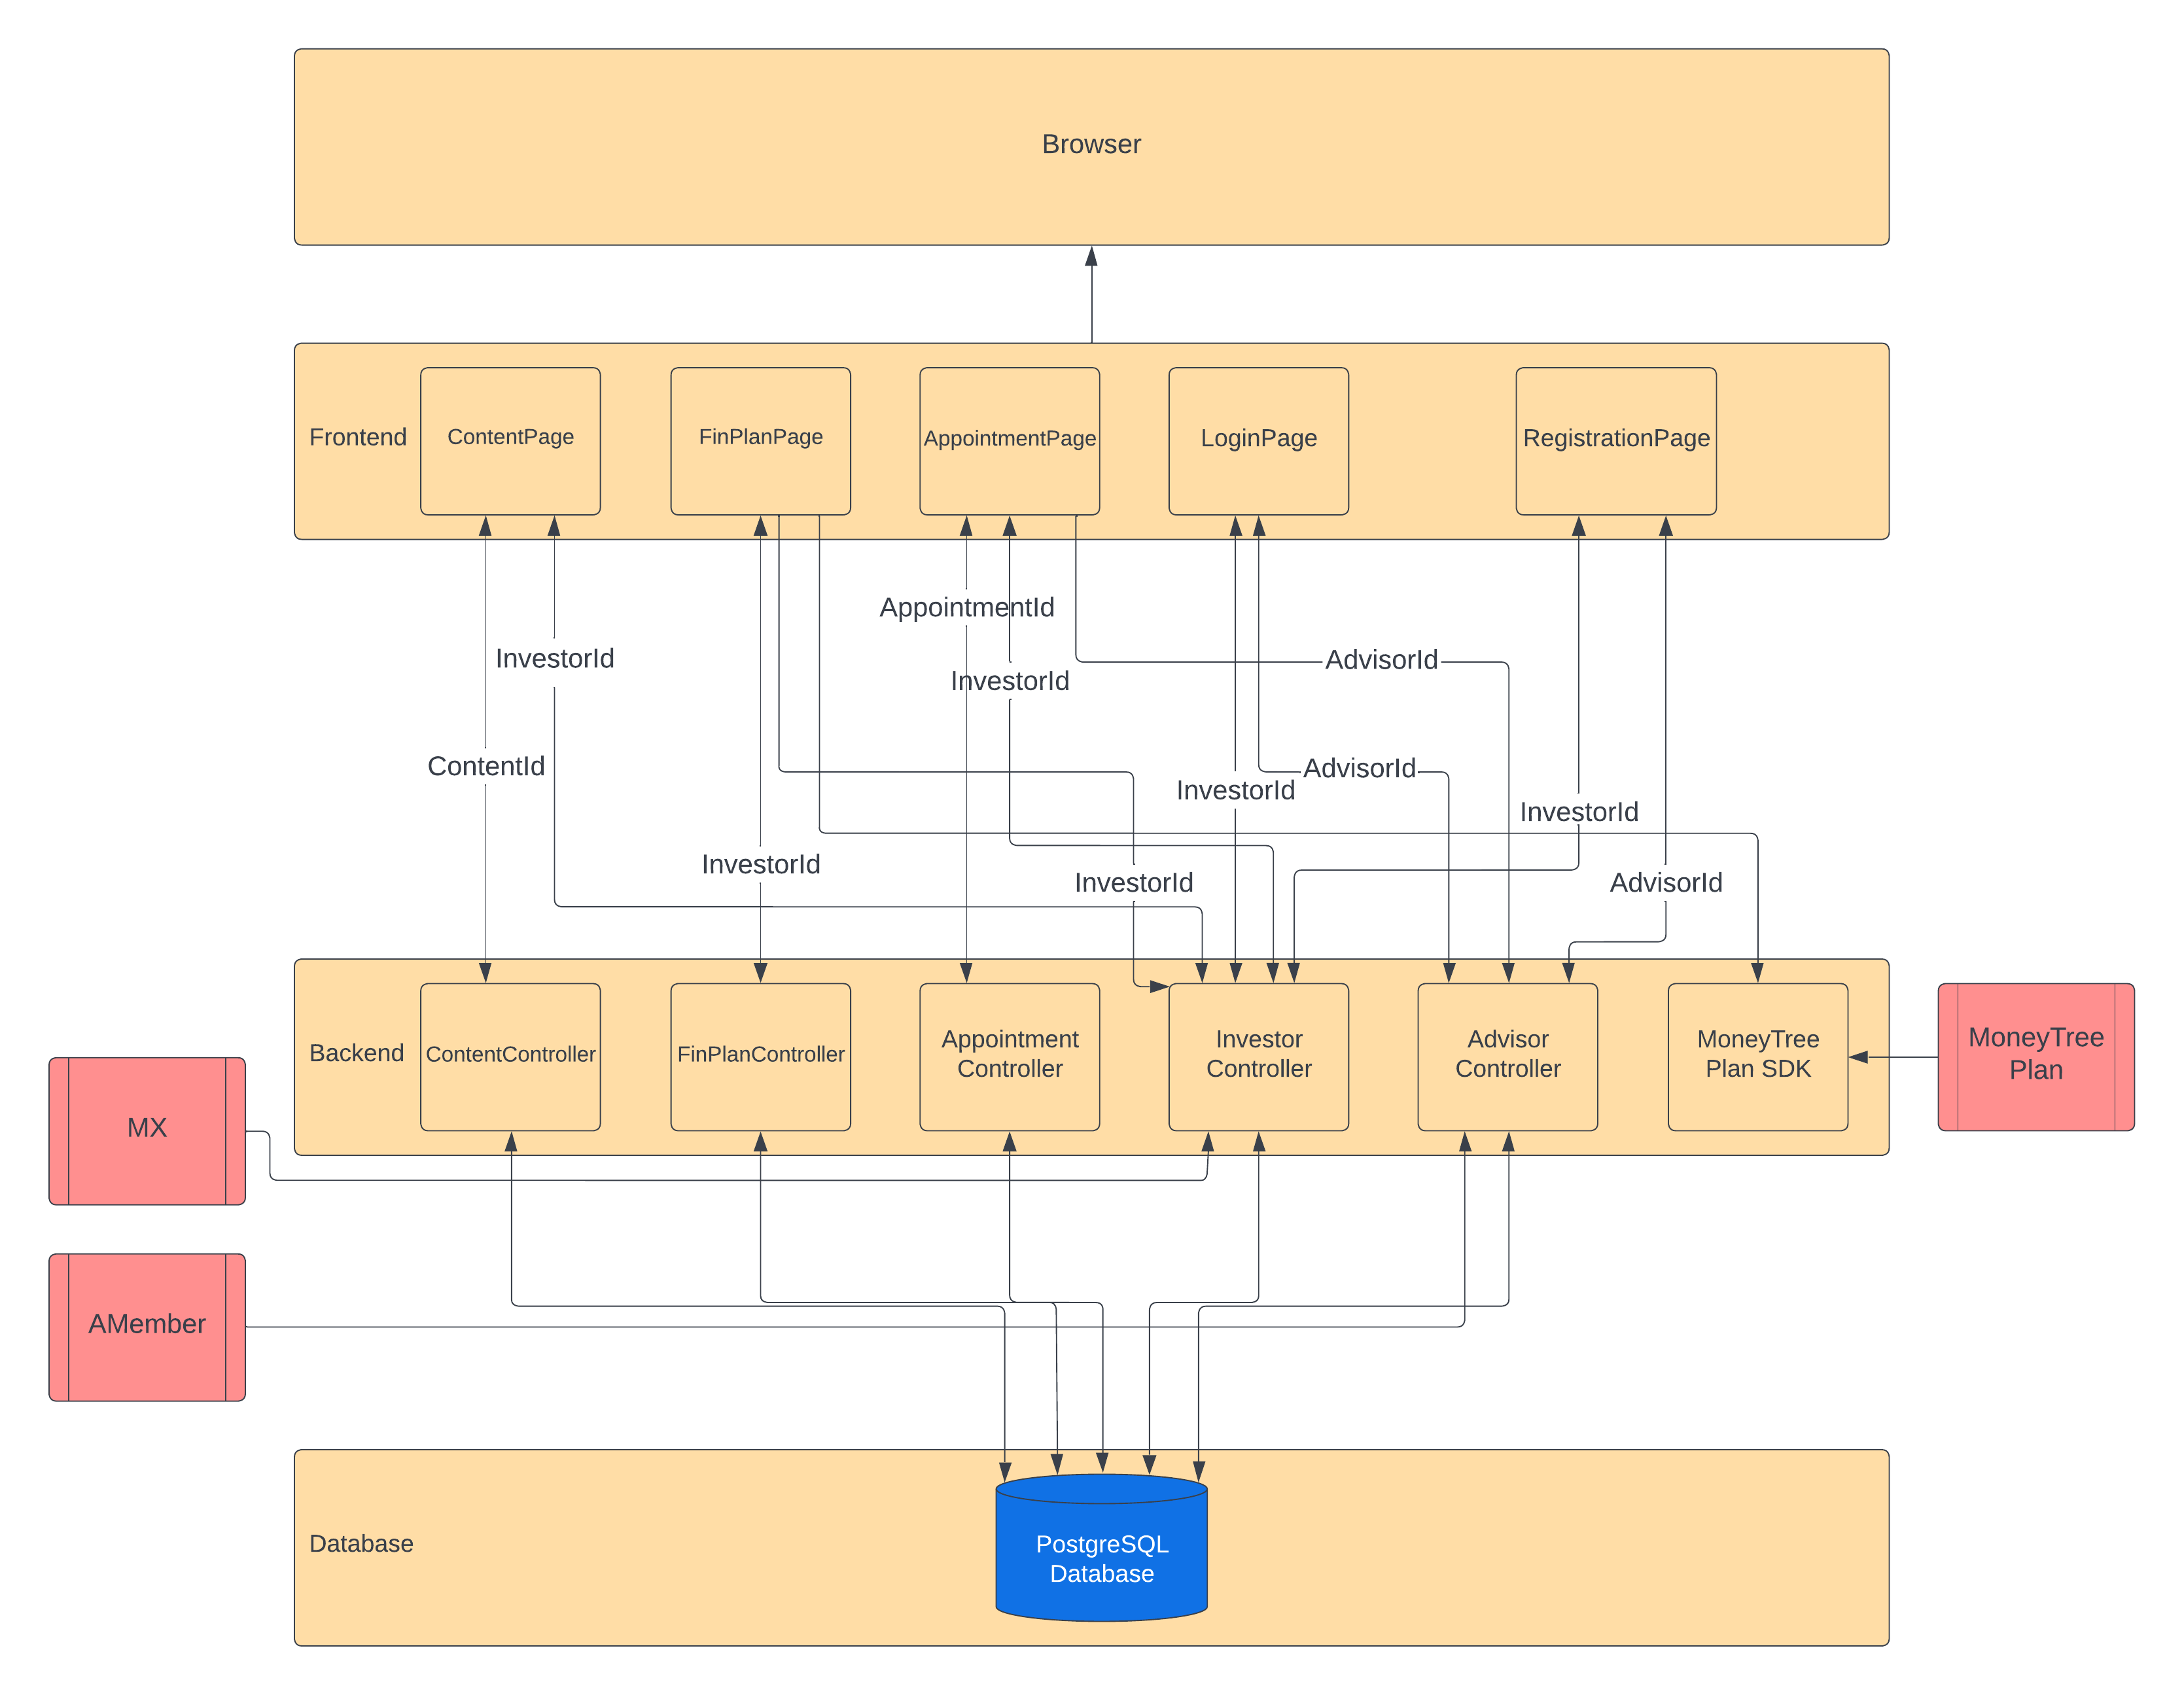 Browser
Frontend
ContentPage
FinPlanPage
AppointmentPage
LoginPage
RegistrationPage
AppointmentId
InvestorId
AdvisorId
InvestorId
ContentId
AdvisorId
InvestorId
InvestorId
InvestorId
InvestorId
AdvisorId
Backend
ContentController
FinPlanController
Appointment
Controller
Investor
Controller
Advisor
Controller
MoneyTree
Plan SDK
MoneyTree
Plan
MX
AMember
Database
PostgreSQL
Database